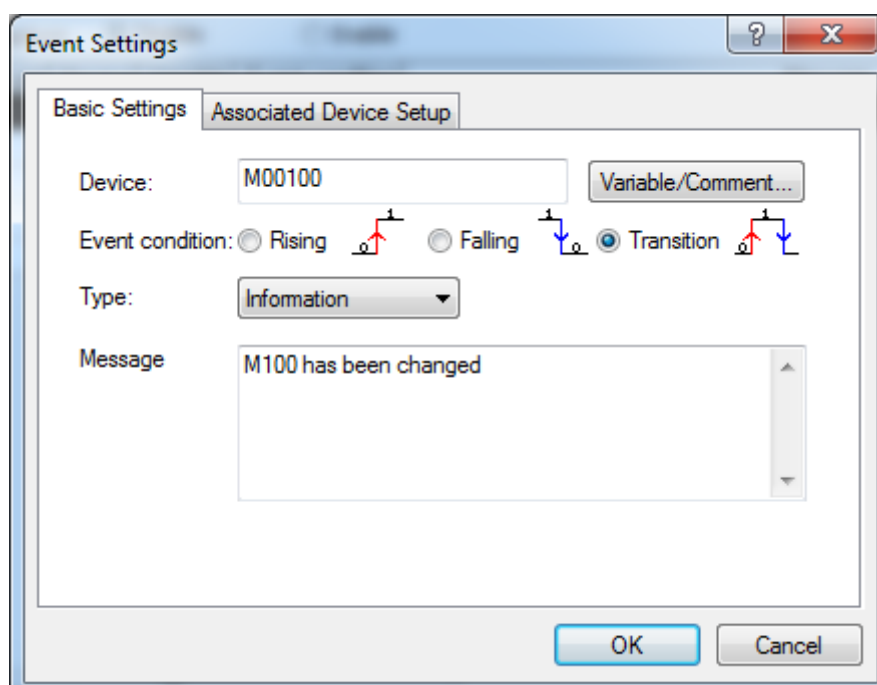 Event Settings
Basic Settings Associated Device Setup
Device: M00100 Variable/Comment...
Event condition: Rising 0 1 Falling 1 0 Transition 0 1
Type: Information
Message M100 has been changed
OK Cancel